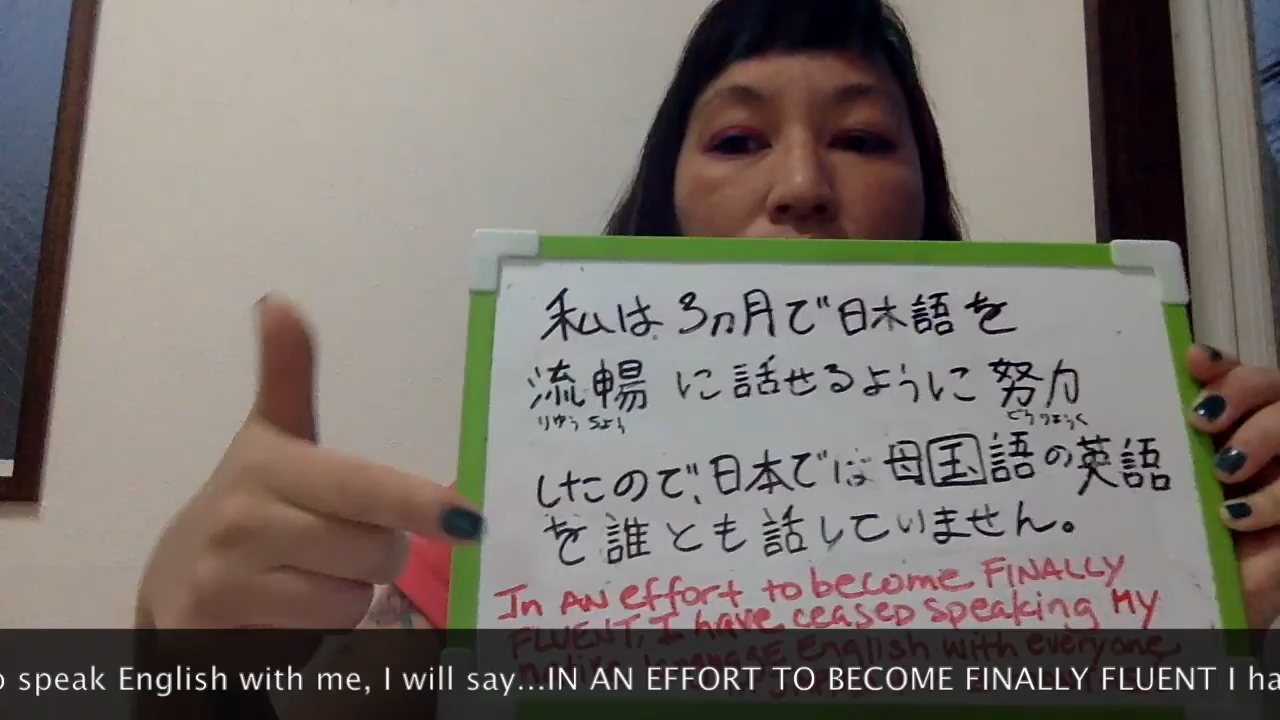 私は3ヵ月で日本語を
流暢に話せるように努力
りゅうちょう どりょく
したので、日本では母国語の英語
を誰とも話していません。
In AN effort to become FINALLY
FLUENT, I have ceased speaking MY
language English with everyone
o speak English with me, I will say...IN AN EFFORT TO BECOME FINALLY FLUENT I ha